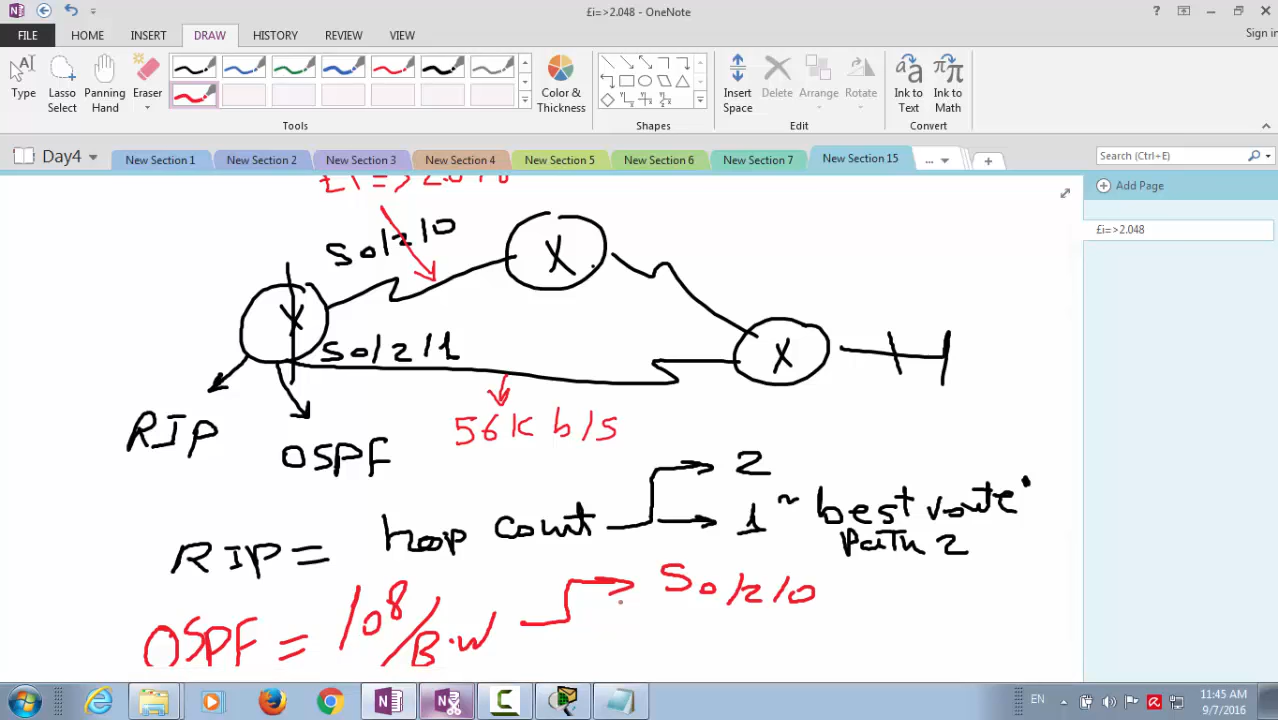 £i=>2.048 - OneNote
FILE HOME INSERT DRAW HISTORY REVIEW VIEW
Sign in
Type
Lasso Select
Panning Hand
Eraser
Color & Thickness
Insert Space
Delete
Arrange
Rotate
Ink to Text
Ink to Math
Tools
Shapes
Edit
Convert
Day4
New Section 1 New Section 2 New Section 3 New Section 4 New Section 5 New Section 6 New Section 7 New Section 15 ...
Search (Ctrl+E)
Add Page
£i=>2.048
So/2/0
X
X
So/2/1
X
56K b/s
RIP
OSPF
2
hop count
1 ~ best route
path 2
RIP =
So/2/0
OSPF = 108/B.W
EN
11:45 AM
9/7/2016